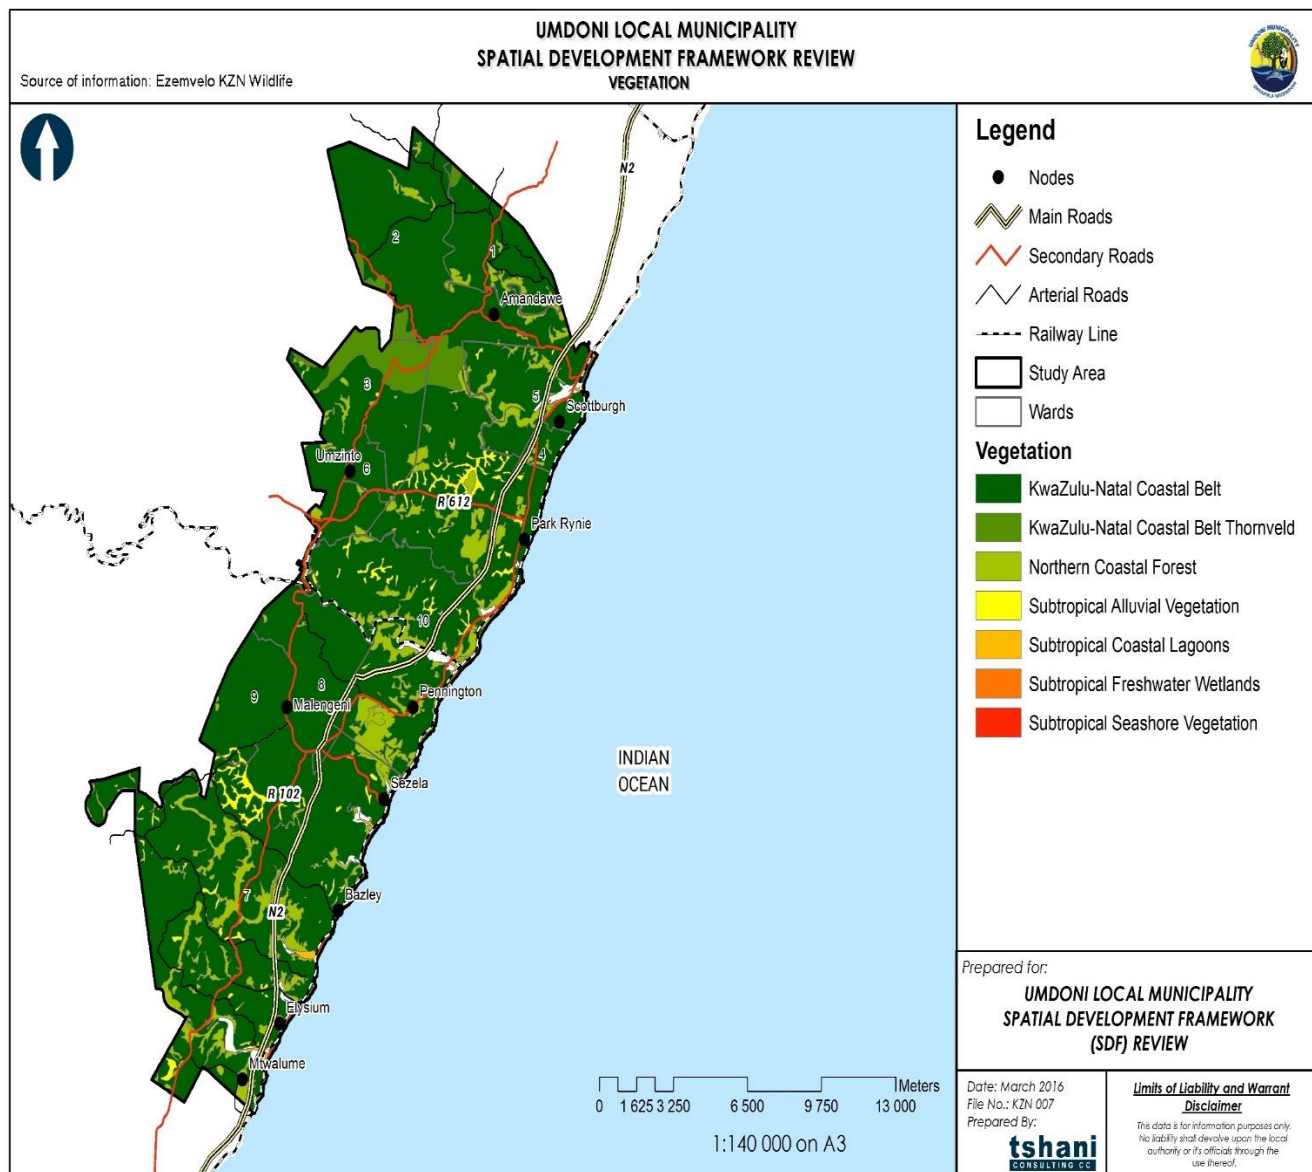 UMDONI LOCAL MUNICIPALITY
SPATIAL DEVELOPMENT FRAMEWORK REVIEW
VEGETATION
Source of information: Ezemvelo KZN Wildlife
UMDONI MUNICIPALITY
N2
2
1
Amandawe
3
5
Scottburgh
4
Umzinto
6
R 612
Park Rynie
10
8
9
Malengeni
Pennington
INDIAN
OCEAN
Sezela
R 102
7
Bazley
N2
Elysium
Mtwalume
Meters
0 1 625 3 250 6 500 9 750 13 000
1:140 000 on A3
Legend
Nodes
Main Roads
Secondary Roads
Arterial Roads
Railway Line
Study Area
Wards
Vegetation
KwaZulu-Natal Coastal Belt
KwaZulu-Natal Coastal Belt Thornveld
Northern Coastal Forest
Subtropical Alluvial Vegetation
Subtropical Coastal Lagoons
Subtropical Freshwater Wetlands
Subtropical Seashore Vegetation
Prepared for:
UMDONI LOCAL MUNICIPALITY
SPATIAL DEVELOPMENT FRAMEWORK
(SDF) REVIEW
Date: March 2016
File No.: KZN 007
Prepared By:
tshani
CONSULTING CC
Limits of Liability and Warrant
Disclaimer
This data is for information purposes only.
No liability shall devolve upon the local
authority or its officials through the
use thereof.